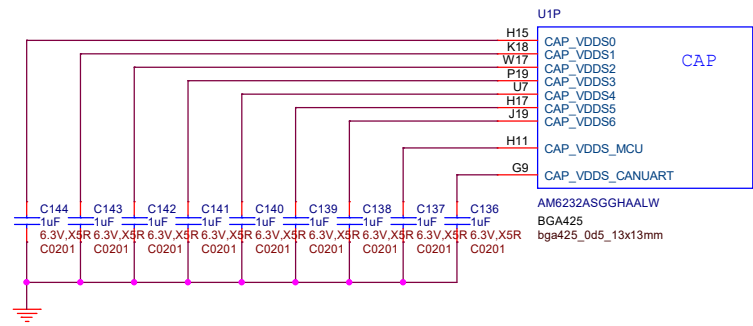 U1P
H15 CAP_VDDS0
K18 CAP_VDDS1
CAP
W17 CAP_VDDS2
P19 CAP_VDDS3
U7 CAP_VDDS4
H17 CAP_VDDS5
J19 CAP_VDDS6
H11 CAP_VDDS_MCU
G9 CAP_VDDS_CANUART
AM6232ASGGHAALW
BGA425
bga425_0d5_13x13mm
C144 C143 C142 C141 C140 C139 C138 C137 C136
1uF 1uF 1uF 1uF 1uF 1uF 1uF 1uF 1uF
6.3V,X5R 6.3V,X5R 6.3V,X5R 6.3V,X5R 6.3V,X5R 6.3V,X5R 6.3V,X5R 6.3V,X5R 6.3V,X5R
C0201 C0201 C0201 C0201 C0201 C0201 C0201 C0201 C0201